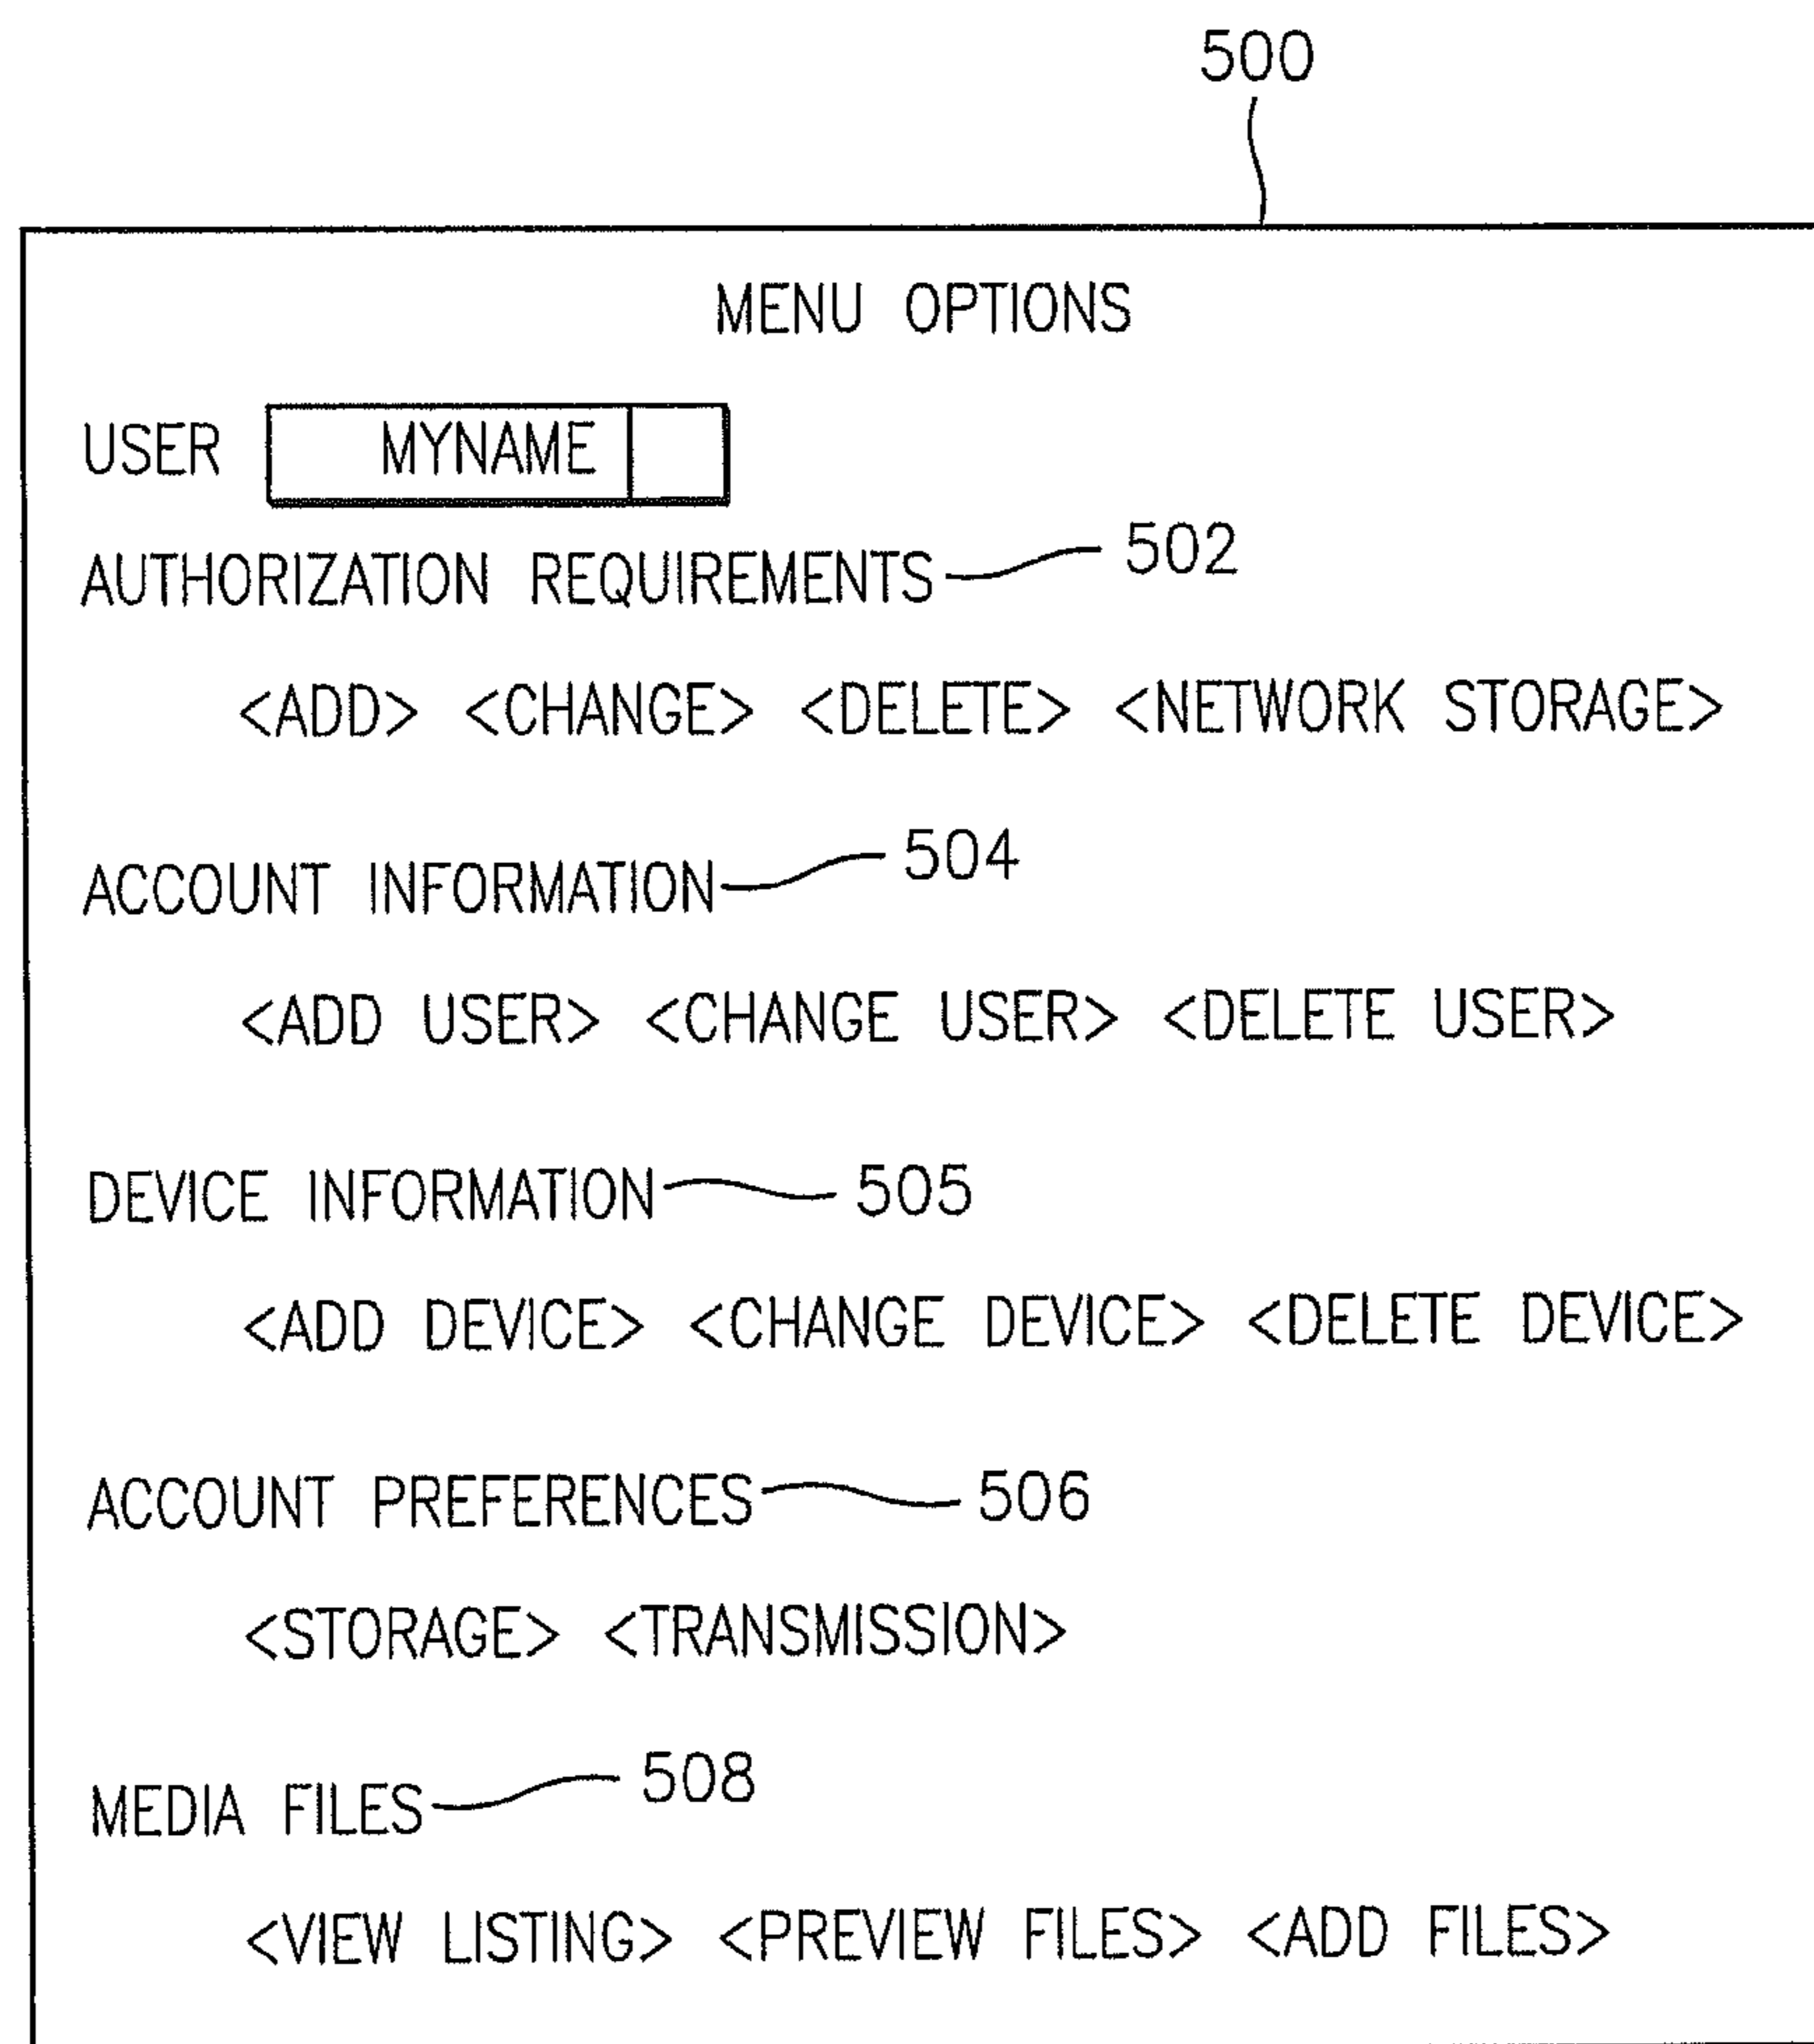 500
MENU OPTIONS
USER MYNAME
AUTHORIZATION REQUIREMENTS 502
<ADD> <CHANGE> <DELETE> <NETWORK STORAGE>
ACCOUNT INFORMATION 504
<ADD USER> <CHANGE USER> <DELETE USER>
DEVICE INFORMATION 505
<ADD DEVICE> <CHANGE DEVICE> <DELETE DEVICE>
ACCOUNT PREFERENCES 506
<STORAGE> <TRANSMISSION>
MEDIA FILES 508
<VIEW LISTING> <PREVIEW FILES> <ADD FILES>